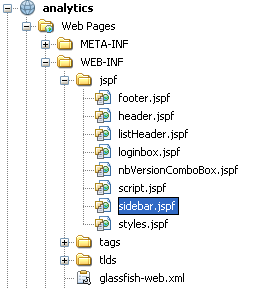 analytics
Web Pages
META-INF
WEB-INF
jspf
footer.jspf
header.jspf
listHeader.jspf
loginbox.jspf
nbVersionComboBox.jspf
script.jspf
sidebar.jspf
styles.jspf
tags
tlds
glassfish-web.xml